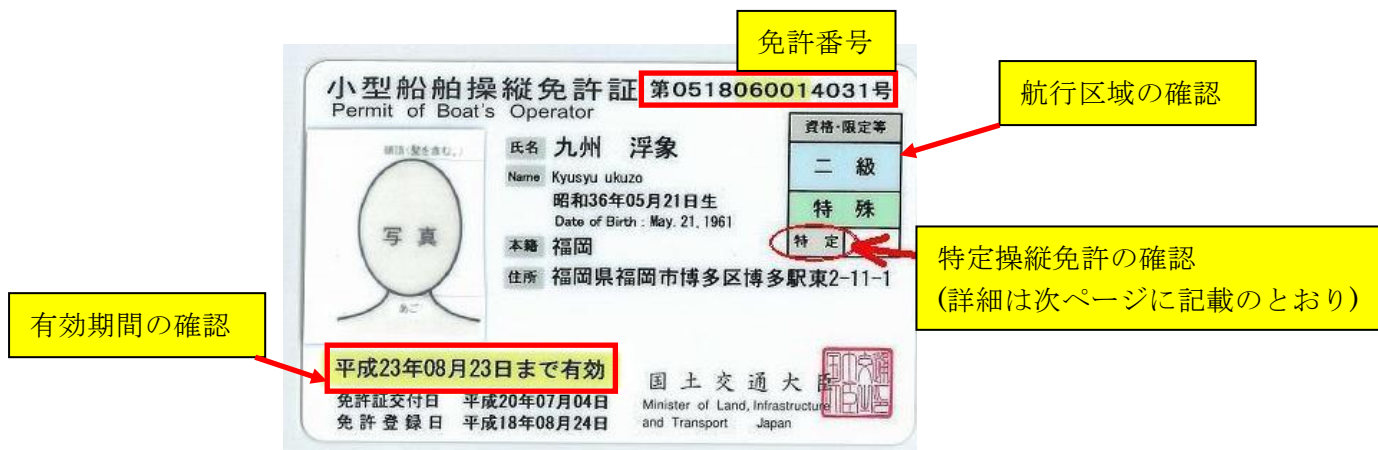 免許番号
小型船舶操縦免許証 第0518060014031号
Permit of Boat's Operator
航行区域の確認
資格・限定等
頭頂(髪を含む。)
氏名 九州 浮象
二 級
Name Kyusyu ukuzo
昭和36年05月21日生
特 殊
Date of Birth : May. 21, 1961
写 真
本籍 福岡
特 定
特定操縦免許の確認
(詳細は次ページに記載のとおり)
住所 福岡県福岡市博多区博多駅東2-11-1
あご
有効期間の確認
平成23年08月23日まで有効
国 土 交 通 大 臣
免許証交付日 平成20年07月04日
Minister of Land, Infrastructure
免 許 登 録 日 平成18年08月24日
and Transport Japan